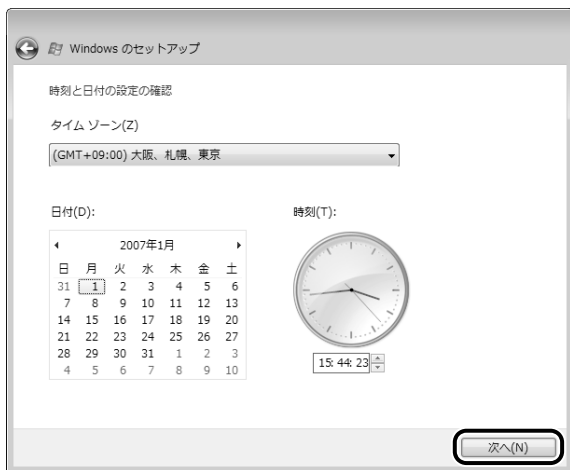 Windows のセットアップ
時刻と日付の設定の確認
タイム ゾーン(Z)
(GMT+09:00) 大阪、札幌、東京
日付(D):
時刻(T):
2007年1月
日 月 火 水 木 金 土
31 1 2 3 4 5 6
7 8 9 10 11 12 13
14 15 16 17 18 19 20
21 22 23 24 25 26 27
28 29 30 31 1 2 3
4 5 6 7 8 9 10
15: 44: 23
次へ(N)